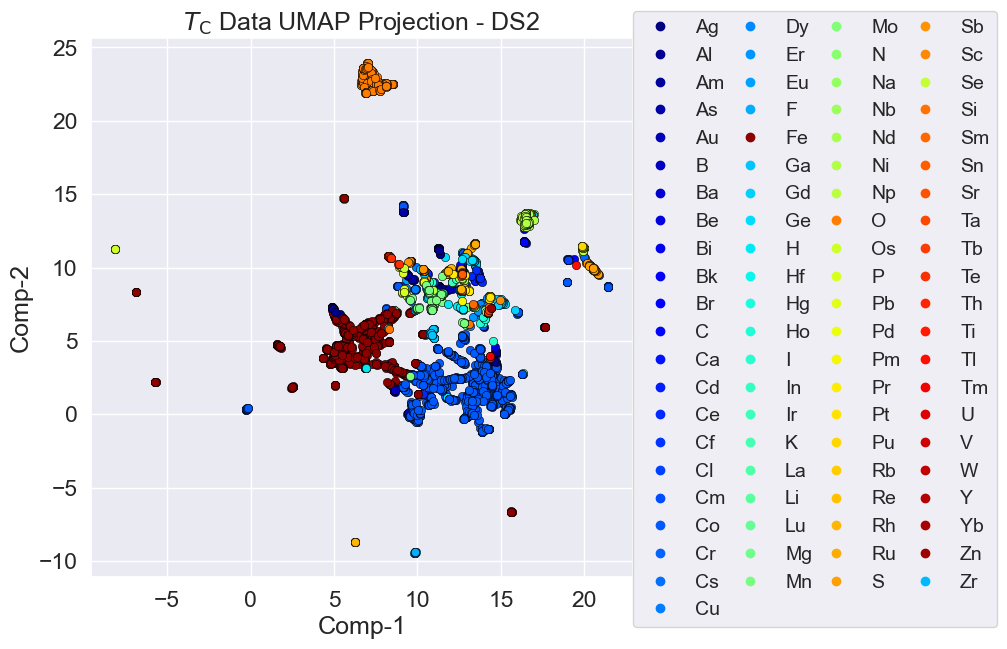 T_C Data UMAP Projection - DS2
Comp-2
25
20
15
10
5
0
−5
−10
−5
0
5
10
15
20
Comp-1
Ag
Al
Am
As
Au
B
Ba
Be
Bi
Bk
Br
C
Ca
Cd
Ce
Cf
Cl
Cm
Co
Cr
Cs
Cu
Dy
Er
Eu
F
Fe
Ga
Gd
Ge
H
Hf
Hg
Ho
I
In
Ir
K
La
Li
Lu
Mg
Mn
Mo
N
Na
Nb
Nd
Ni
Np
O
Os
P
Pb
Pd
Pm
Pr
Pt
Pu
Rb
Re
Rh
Ru
S
Sb
Sc
Se
Si
Sm
Sn
Sr
Ta
Tb
Te
Th
Ti
Tl
Tm
U
V
W
Y
Yb
Zn
Zr